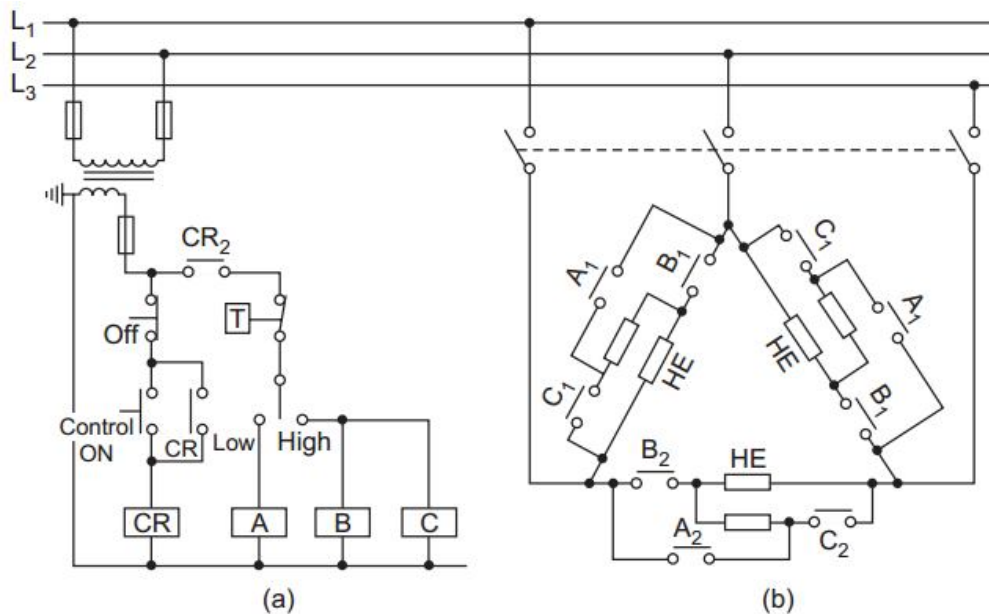 L1
L2
L3
CR2
T
Off
Control
ON
CR
Low
High
CR
A
B
C
(a)
A1
B1
C1
HE
C1
A1
HE
B1
B2
HE
A2
C2
(b)